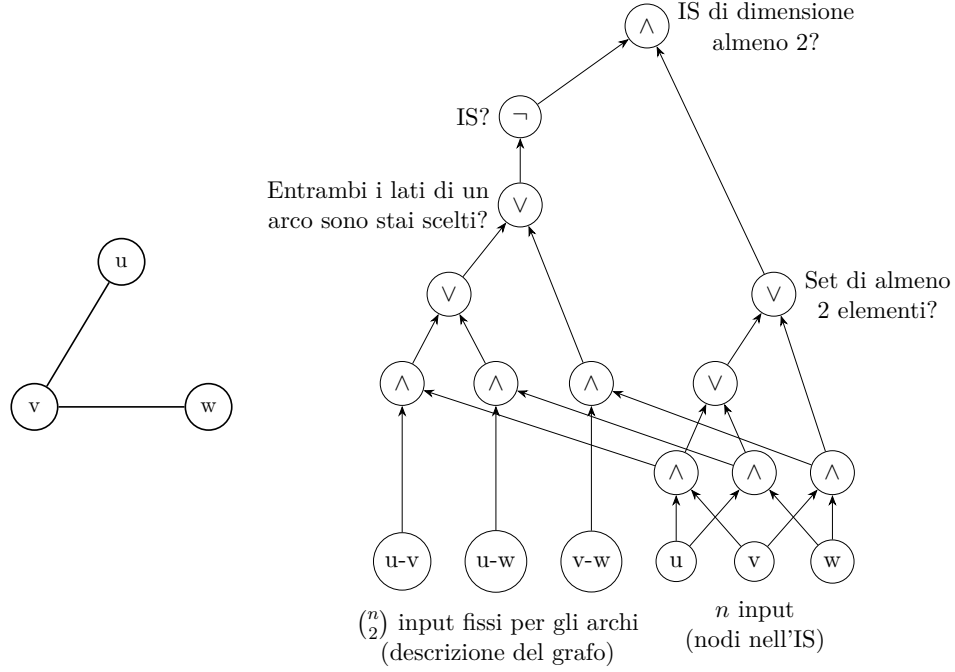 IS di dimensione
almeno 2?
∧
IS?
¬
Entrambi i lati di un
arco sono stai scelti?
∨
u
∨
∨
Set di almeno
2 elementi?
∧
∧
∧
∨
v
w
∧
∧
∧
u-v
u-w
v-w
u
v
w
(n 2) input fissi per gli archi
(descrizione del grafo)
n input
(nodi nell'IS)